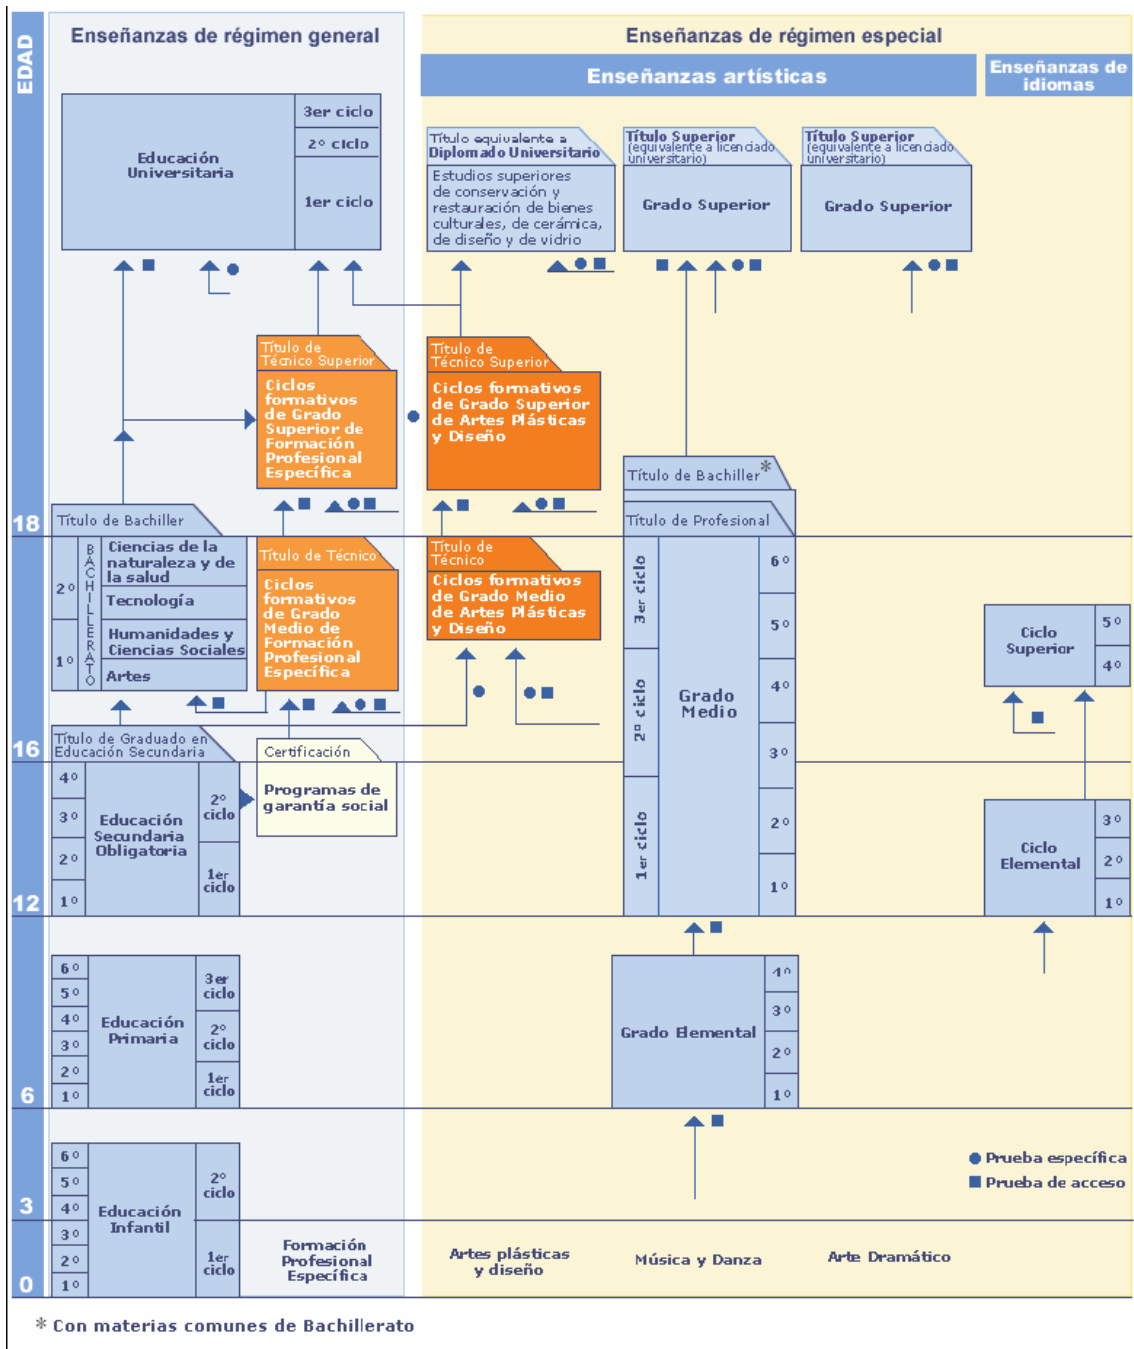 EDAD
Enseñanzas de régimen general
Enseñanzas de régimen especial
Enseñanzas artísticas
Enseñanzas de
idiomas
Educación
Universitaria
3er ciclo
2º ciclo
1er ciclo
Título equivalente a
Diplomado Universitario
Estudios superiores
de conservación y
restauración de bienes
culturales, de cerámica,
de diseño y de vidrio
Título Superior
(equivalente a licenciado
universitario)
Grado Superior
Título Superior
(equivalente a licenciado
universitario)
Grado Superior
Título de
Técnico Superior
Ciclos
formativos
de Grado
Superior de
Formación
Profesional
Específica
Título de
Técnico Superior
Ciclos formativos
de Grado Superior
de Artes Plásticas
y Diseño
Título de Bachiller*
Título de Profesional
18
Título de Bachiller
2º
1º
BACHILLERATO
Ciencias de la
naturaleza y de
la salud
Tecnología
Humanidades y
Ciencias Sociales
Artes
Título de Técnico
Ciclos
formativos
de Grado
Medio de
Formación
Profesional
Específica
Título de
Técnico
Ciclos formativos
de Grado Medio
de Artes Plásticas
y Diseño
3er ciclo
2º ciclo
1er ciclo
Grado
Medio
6º
5º
4º
3º
2º
1º
Ciclo
Superior
5º
4º
16
Título de Graduado en
Educación Secundaria
4º
3º
2º
1º
Educación
Secundaria
Obligatoria
2º
ciclo
1er
ciclo
Certificación
Programas de
garantía social
Ciclo
Elemental
3º
2º
1º
12
6º
5º
4º
3º
2º
1º
Educación
Primaria
3er
ciclo
2º
ciclo
1er
ciclo
Grado Elemental
4º
3º
2º
1º
6
6º
5º
4º
3º
2º
1º
Educación
Infantil
2º
ciclo
1er
ciclo
Prueba específica
Prueba de acceso
3
Formación
Profesional
Específica
Artes plásticas
y diseño
Música y Danza
Arte Dramático
0
* Con materias comunes de Bachillerato